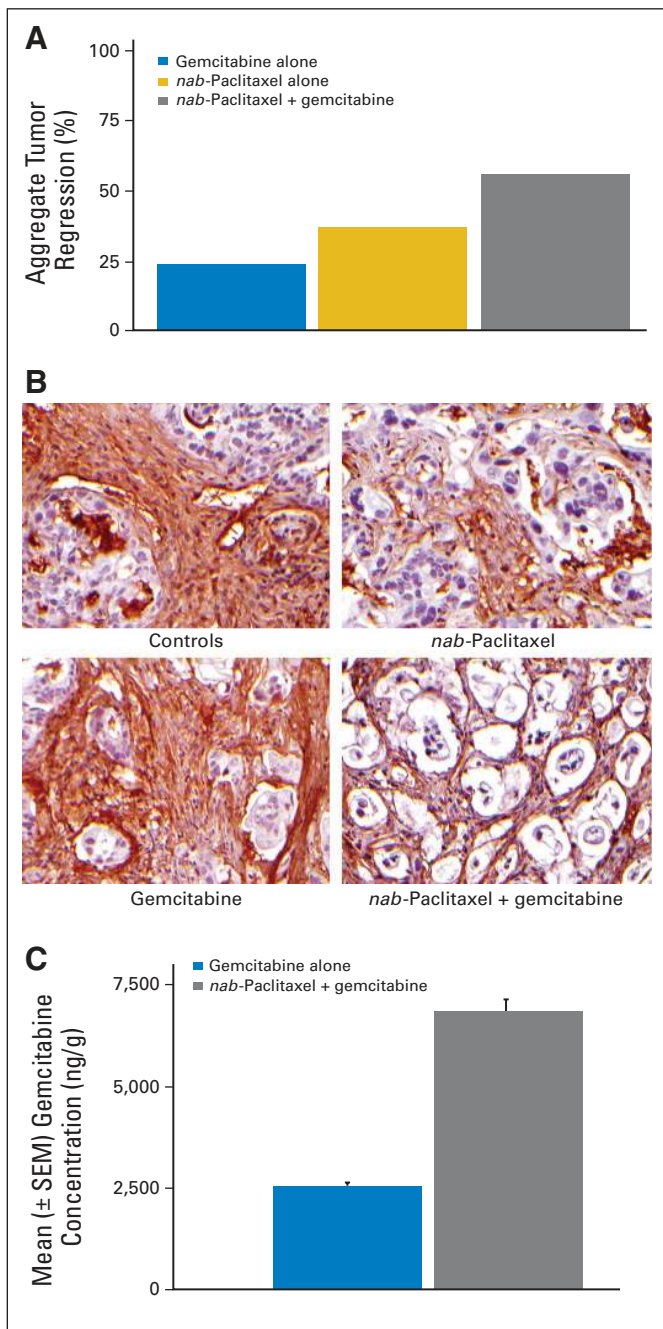 A
100
75
50
25
0
Aggregate Tumor
Regression (%)
Gemcitabine alone
nab-Paclitaxel alone
nab-Paclitaxel + gemcitabine
B
Controls
nab-Paclitaxel
Gemcitabine
nab-Paclitaxel + gemcitabine
C
7,500
5,000
2,500
0
Mean (± SEM) Gemcitabine
Concentration (ng/g)
Gemcitabine alone
nab-Paclitaxel + gemcitabine